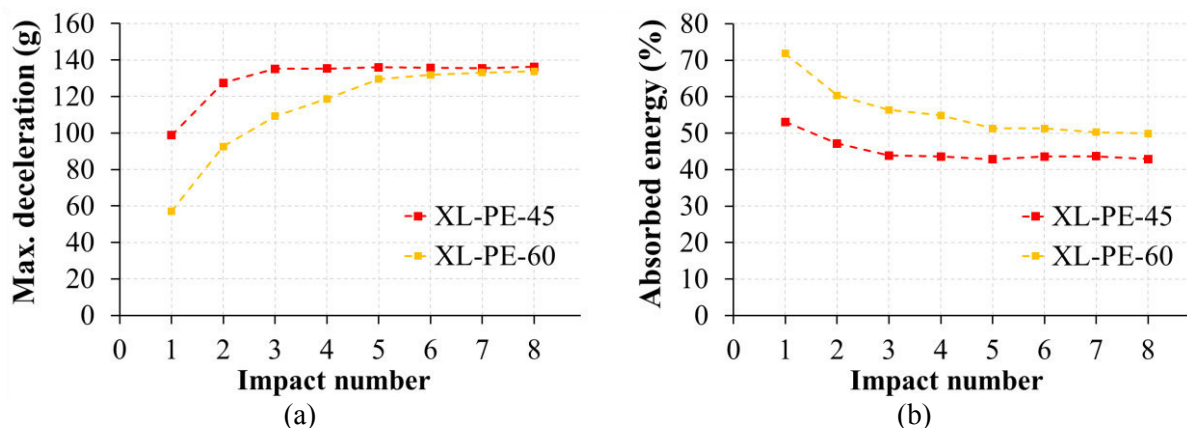 Max. deceleration (g)
160
140
120
100
80
60
40
20
0
XL-PE-45
XL-PE-60
0 1 2 3 4 5 6 7 8
Impact number
(a)
Absorbed energy (%)
80
70
60
50
40
30
20
10
0
XL-PE-45
XL-PE-60
0 1 2 3 4 5 6 7 8
Impact number
(b)